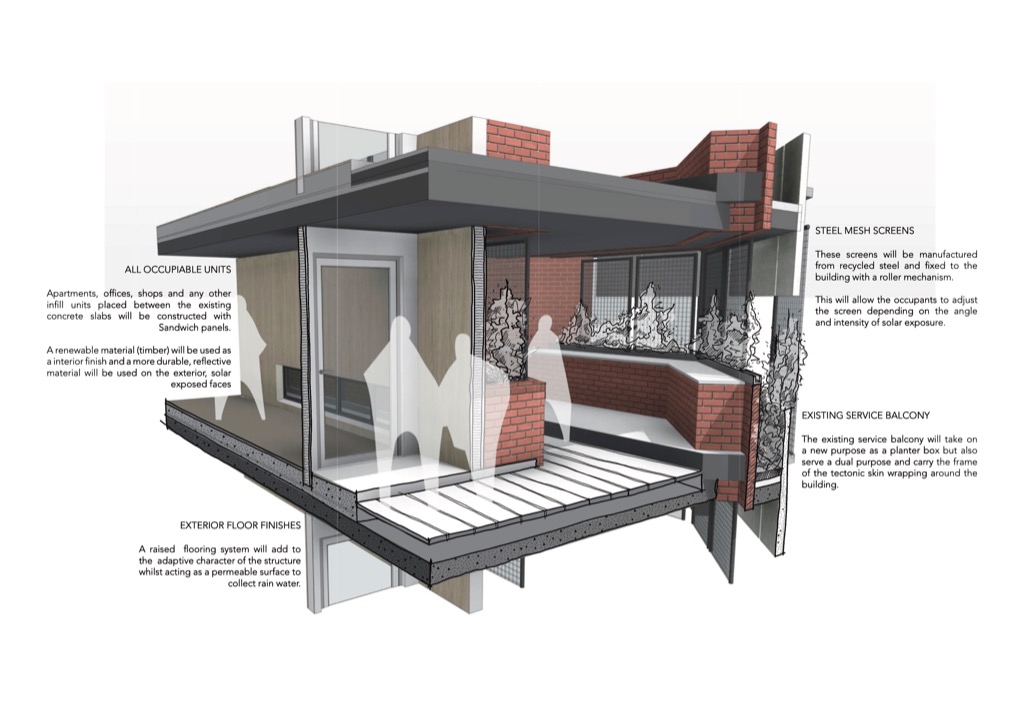 STEEL MESH SCREENS
These screens will be manufactured
from recycled steel and fixed to the
building with a roller mechanism.
This will allow the occupants to adjust
the screen depending on the angle
and intensity of solar exposure.
ALL OCCUPIABLE UNITS
Apartments, offices, shops and any other
infill units placed between the existing
concrete slabs will be constructed with
Sandwich panels.
A renewable material (timber) will be used as
a interior finish and a more durable, reflective
material will be used on the exterior, solar
exposed faces
EXISTING SERVICE BALCONY
The existing service balcony will take on
a new purpose as a planter box but also
serve a dual purpose and carry the frame
of the tectonic skin wrapping around the
building.
EXTERIOR FLOOR FINISHES
A raised flooring system will add to
the adaptive character of the structure
whilst acting as a permeable surface to
collect rain water.